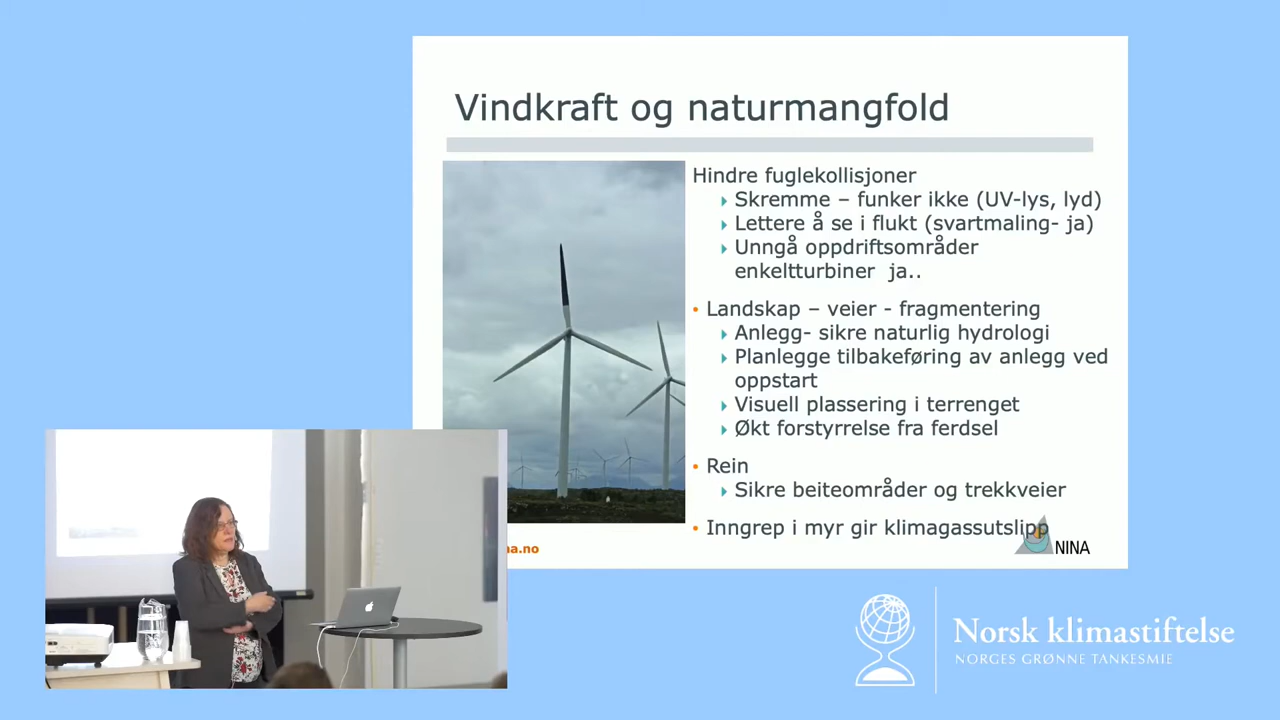 Vindkraft og naturmangfold
Hindre fuglekollisjoner
Skremme – funker ikke (UV-lys, lyd)
Lettere å se i flukt (svartmaling- ja)
Unngå oppdriftsområder
enkeltturbiner ja..
• Landskap – veier - fragmentering
Anlegg- sikre naturlig hydrologi
Planlegge tilbakeføring av anlegg ved
oppstart
Visuell plassering i terrenget
Økt forstyrrelse fra ferdsel
• Rein
Sikre beiteområder og trekkveier
• Inngrep i myr gir klimagassutslipp
na.no
NINA
Norsk klimastiftelse
NORGES GRØNNE TANKESMIE